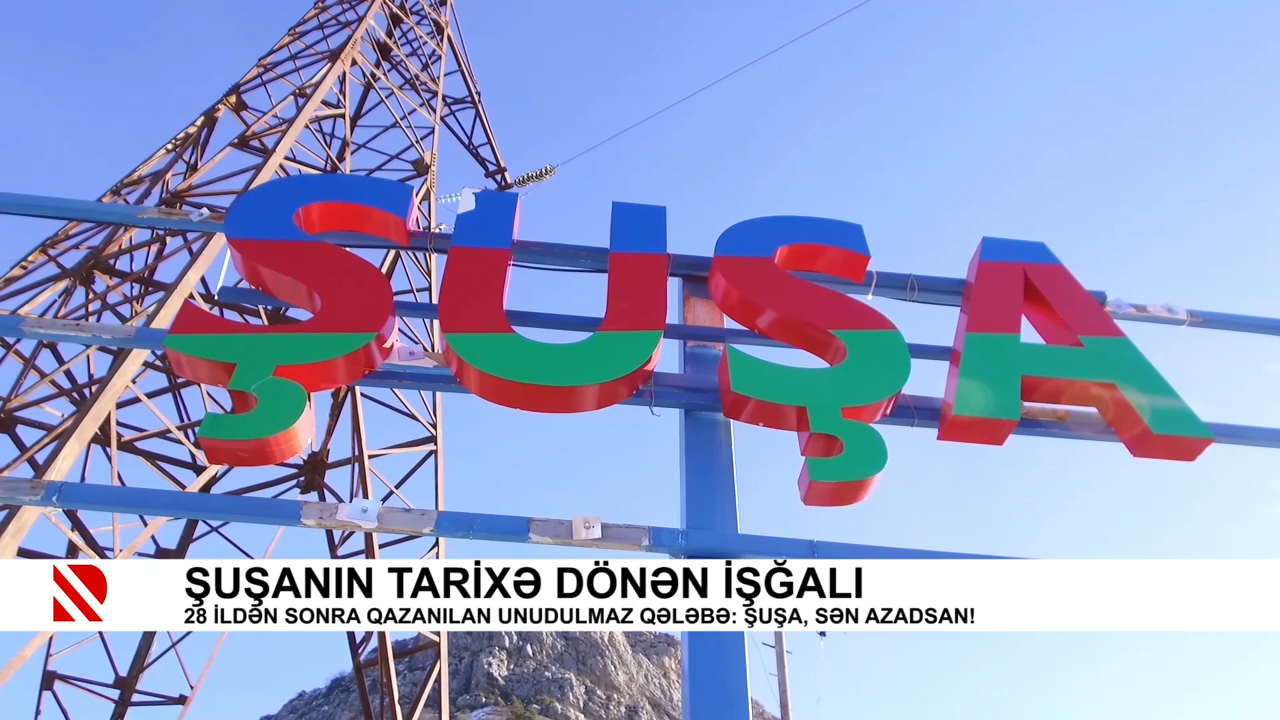 ŞUŞA
ŞUŞANIN TARİXƏ DÖNƏN İŞĞALI
28 İLDƏN SONRA QAZANILAN UNUDULMAZ QƏLƏBƏ: ŞUŞA, SƏN AZADSAN!